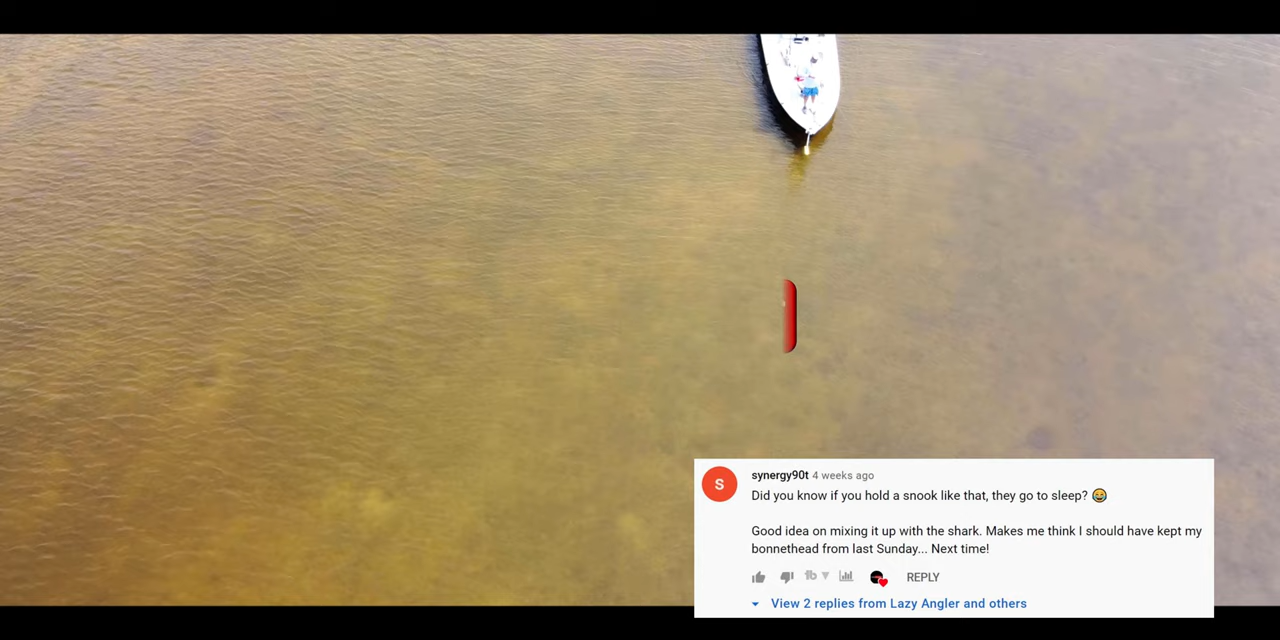 S
synergy90t 4 weeks ago
Did you know if you hold a snook like that, they go to sleep? 😂
Good idea on mixing it up with the shark. Makes me think I should have kept my
bonnethead from last Sunday... Next time!
tb
REPLY
View 2 replies from Lazy Angler and others